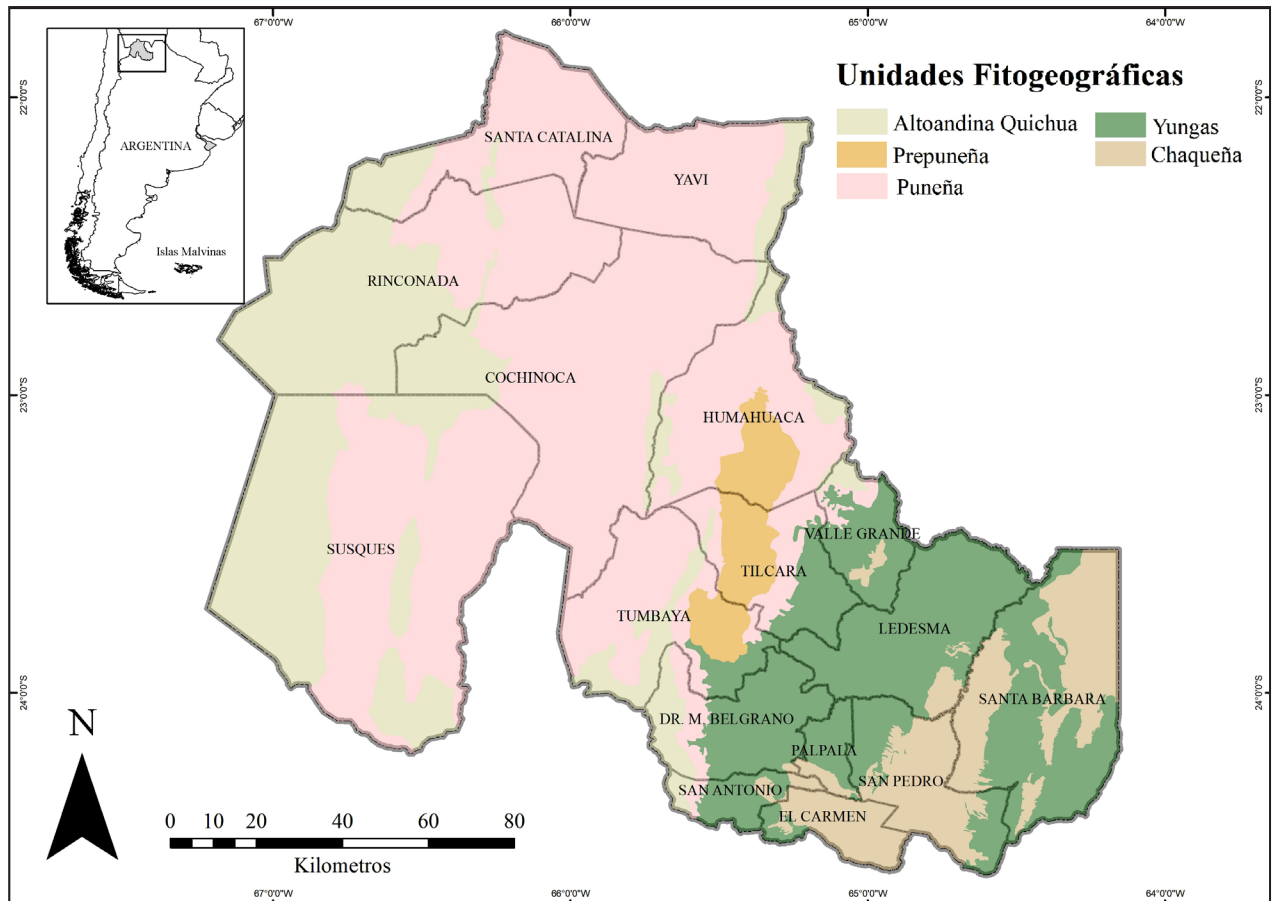 67°0'0"W
66°0'0"W
65°0'0"W
64°0'0"W
ARGENTINA
Islas Malvinas
Unidades Fitogeográficas
Altoandina Quichua
Prepuneña
Puneña
Yungas
Chaqueña
22°0'0"S
22°0'0"S
SANTA CATALINA
YAVI
RINCONADA
COCHINOCA
23°0'0"S
23°0'0"S
HUMAHUACA
SUSQUES
VALLE GRANDE
TILCARA
TUMBAYA
LEDESMA
24°0'0"S
24°0'0"S
SANTA BARBARA
DR. M. BELGRANO
PALPALA
SAN PEDRO
SAN ANTONIO
EL CARMEN
N
0 10 20 40 60 80
Kilometros
67°0'0"W
66°0'0"W
65°0'0"W
64°0'0"W